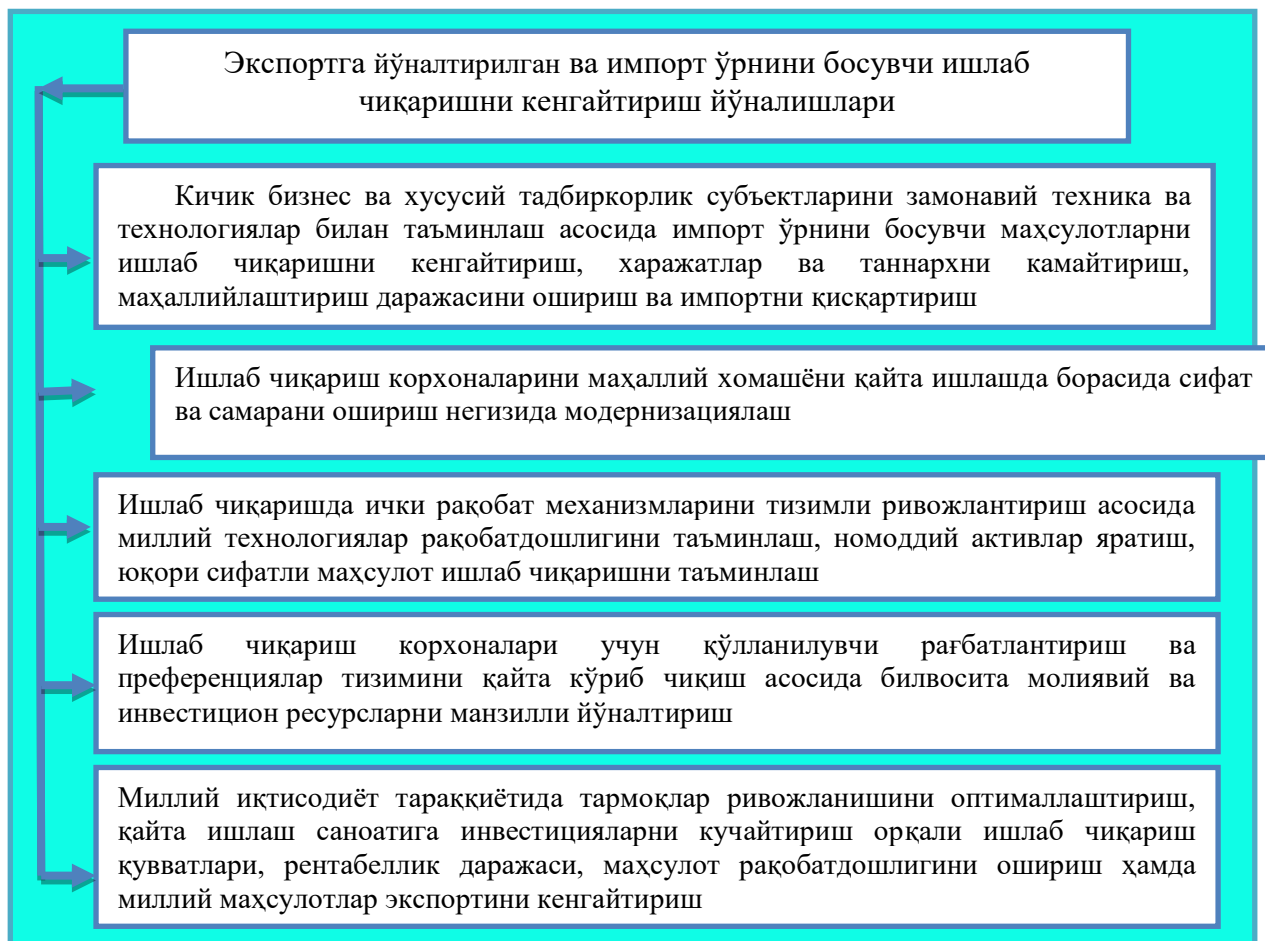 Экспортга йўналтирилган ва импорт ўрнини босувчи ишлаб
чиқаришни кенгайтириш йўналишлари
Кичик бизнес ва хусусий тадбиркорлик субъектларини замонавий техника ва
технологиялар билан таъминлаш асосида импорт ўрнини босувчи маҳсулотларни
ишлаб чиқаришни кенгайтириш, харажатлар ва таннархни камайтириш,
маҳаллийлаштириш даражасини ошириш ва импортни қисқартириш
Ишлаб чиқариш корхоналарини маҳаллий хомашёни қайта ишлашда борасида сифат
ва самарани ошириш негизида модернизациялаш
Ишлаб чиқаришда ички рақобат механизмларини тизимли ривожлантириш асосида
миллий технологиялар рақобатдошлигини таъминлаш, номоддий активлар яратиш,
юқори сифатли маҳсулот ишлаб чиқаришни таъминлаш
Ишлаб чиқариш корхоналари учун қўлланилувчи рағбатлантириш ва
преференциялар тизимини қайта кўриб чиқиш асосида билвосита молиявий ва
инвестицион ресурсларни манзилли йўналтириш
Миллий иқтисодиёт тараққиётида тармоқлар ривожланишини оптималлаштириш,
қайта ишлаш саноатига инвестицияларни кучайтириш орқали ишлаб чиқариш
қувватлари, рентабеллик даражаси, маҳсулот рақобатдошлигини ошириш ҳамда
миллий маҳсулотлар экспортини кенгайтириш